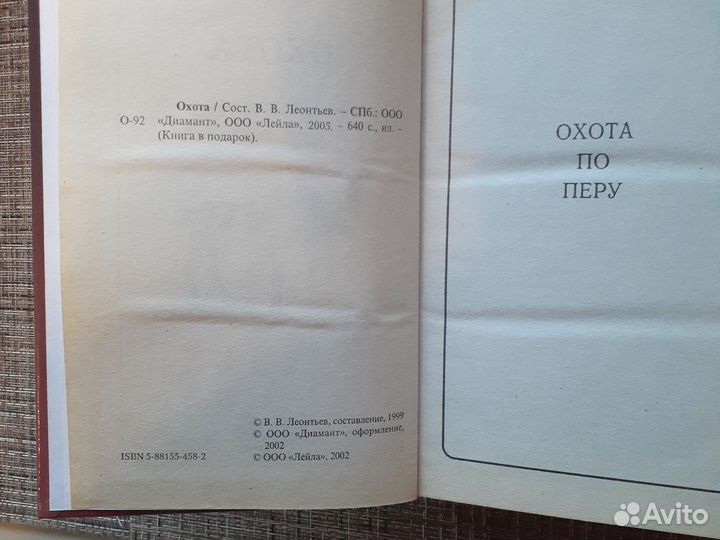 Охота / Сост. В. В. Леонтьев. – СПб.: ООО
О-92 «Диамант», ООО «Лейла», 2005. – 640 с., ил. –
(Книга в подарок).
© В. В. Леонтьев, составление, 1999
© ООО «Диамант», оформление,
2002
ISBN 5-88155-458-2 © ООО «Лейла», 2002
ОХОТА
ПО
ПЕРУ
Avito